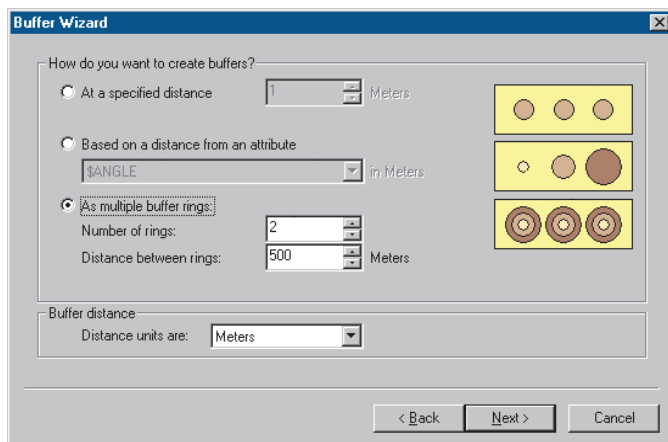 Buffer Wizard
How do you want to create buffers?
At a specified distance 1 Meters
Based on a distance from an attribute
$ANGLE in Meters
As multiple buffer rings:
Number of rings: 2
Distance between rings: 500 Meters
Buffer distance
Distance units are: Meters
< Back Next > Cancel